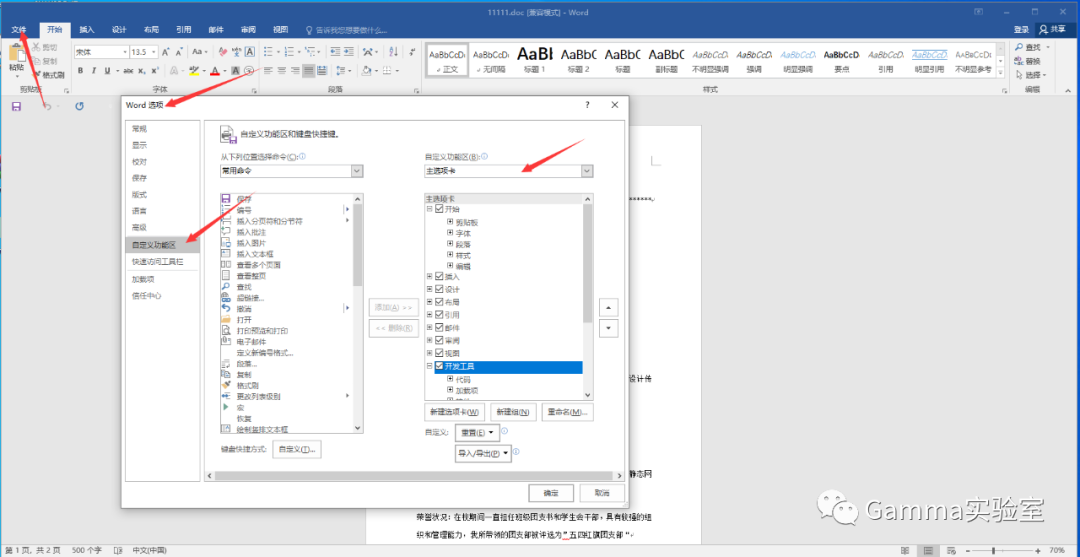 11111.doc [兼容模式] - Word
文件 开始 插入 设计 布局 引用 邮件 审阅 视图 告诉我您想要做什么... 登录 共享
粘贴 剪切 复制 格式刷
宋体 13.5
剪贴板 字体 段落 样式 编辑
AaBbCcDc AaBbCcDc AaBl AaBbC AaBbC AaBbC AaBbCcD. AaBbCcD. AaBbCcD. AaBbCcD AaBbCcD. AaBbCcD. AaBbCcDc
正文 无间隔 标题 1 标题 2 标题 副标题 不明显强调 强调 明显强调 要点 引用 明显引用 不明显参考
查找
替换
选择
Word 选项
常规
显示
校对
保存
版式
语言
高级
自定义功能区
快速访问工具栏
加载项
信任中心
自定义功能区和键盘快捷键。
从下列位置选择命令(C):
常用命令
保存
编号
插入分页符和分节符
插入批注
插入图片
插入文本框
查看多个页面
查看整页
查找
超链接...
撤消
打开
打印预览和打印
电子邮件
定义新编号格式...
段落...
复制
格式刷
更改列表级别
宏
恢复
绘制竖排文本框
键盘快捷方式: 自定义(T)...
添加(A) >>
<< 删除(R)
自定义功能区(B):
主选项卡
主选项卡
开始
剪贴板
字体
段落
样式
编辑
插入
设计
布局
引用
邮件
审阅
视图
开发工具
代码
加载项
新建选项卡(W) 新建组(N) 重命名(M)...
自定义: 重置(E)
导入/导出(P)
确定 取消
设计传
静态网
荣誉状况：在校期间一直担任班级团支书和学生会干部，具有较强的组
织和管理能力，我所带领的团支部被评选为“五四红旗团支部”
Gamma实验室
第 1 页，共 2 页 500 个字 中文(中国) 70%